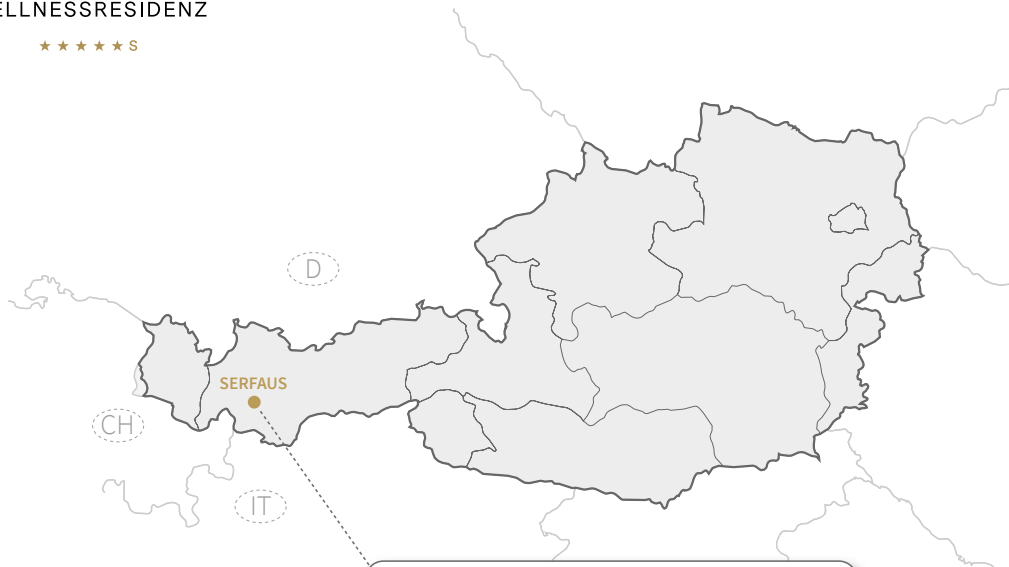 ELLNESSRESIDENZ
★★★★★S
D
SERFAUS
CH
IT